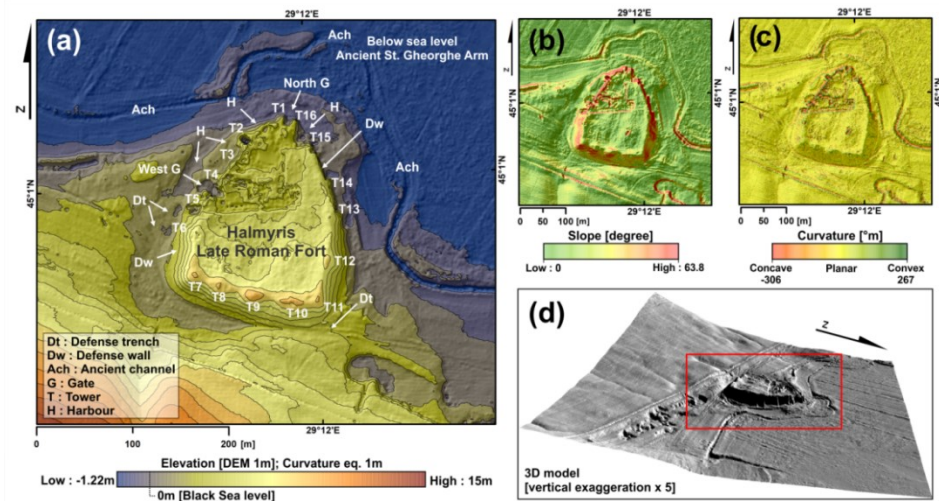 (a)
29°12'E
Ach
Below sea level
Ancient St. Gheorghe Arm
Z
North G
Ach
H
T1
T16
H
T2
T15
Dw
H
T3
Ach
West G
T4
T14
45°1'N
Dt
T5
T13
T6
Halmyris
Late Roman Fort
Dw
T12
T7
T8
T9
T10
T11
Dt
Dt : Defense trench
Dw : Defense wall
Ach : Ancient channel
G : Gate
T : Tower
H : Harbour
0 100 200 [m]
29°12'E
Elevation [DEM 1m]; Curvature eq. 1m
Low : -1.22m
High : 15m
0m [Black Sea level]
(b)
29°12'E
Z
45°1'N
29°12'E
0 50 100 [m]
Slope [degree]
Low : 0
High : 63.8
(c)
29°12'E
Z
45°1'N
29°12'E
0 50 100 [m]
Curvature [°m]
Concave Planar Convex
-306 267
(d)
Z
3D model
[vertical exaggeration x 5]